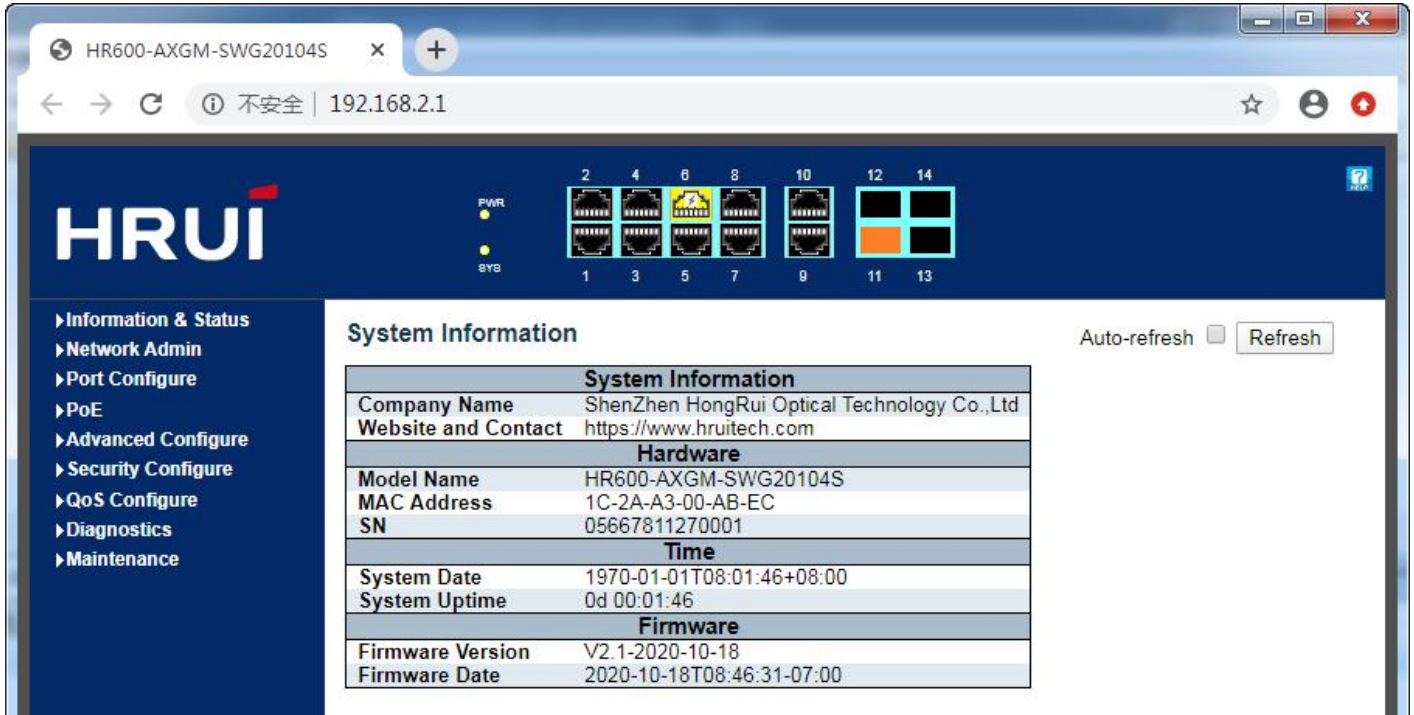 HR600-AXGM-SWG20104S
不安全 192.168.2.1
HRUI
PWR
SYS
2 4 6 8 10 12 14
1 3 5 7 9 11 13
HELP
Information & Status
Network Admin
Port Configure
PoE
Advanced Configure
Security Configure
QoS Configure
Diagnostics
Maintenance
System Information
Auto-refresh Refresh
System Information
Company Name ShenZhen HongRui Optical Technology Co.,Ltd
Website and Contact https://www.hruitech.com
Hardware
Model Name HR600-AXGM-SWG20104S
MAC Address 1C-2A-A3-00-AB-EC
SN 05667811270001
Time
System Date 1970-01-01T08:01:46+08:00
System Uptime 0d 00:01:46
Firmware
Firmware Version V2.1-2020-10-18
Firmware Date 2020-10-18T08:46:31-07:00